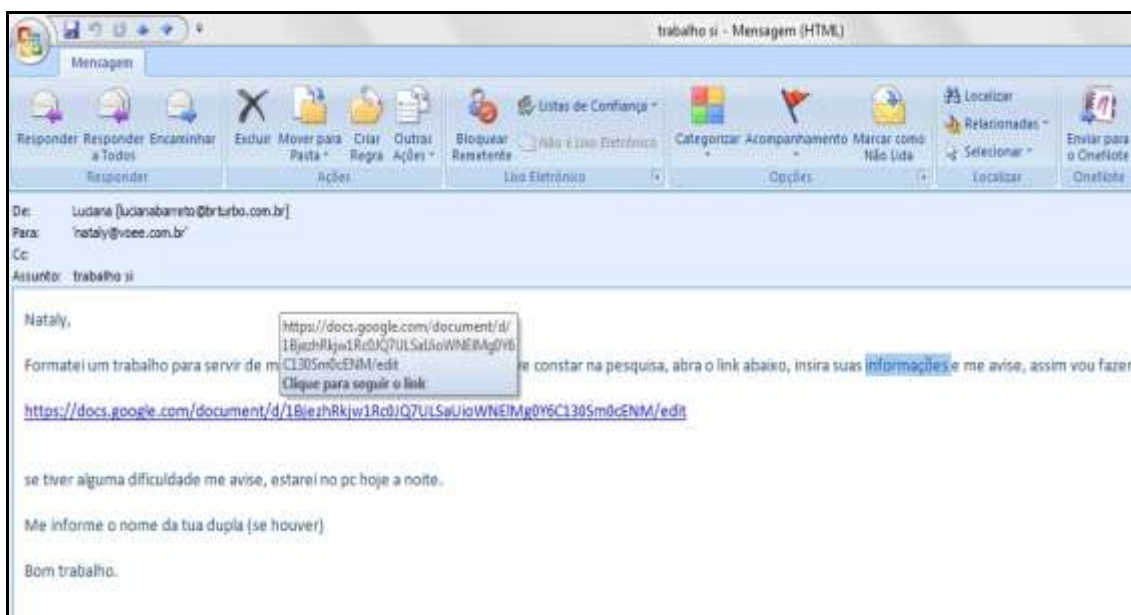 trabalho si - Mensagem (HTML)
Mensagem
Responder Responder a Todos Encaminhar
Excluir Mover para Pasta Criar Regra Outras Ações
Bloquear Remetente Listas de Confiança Não é Lixo Eletrônico
Categorizar Acompanhamento Marcar como Não Lida
Localizar Relacionadas Selecionar
Enviar para o OneNote
Responder Ações Lixo Eletrônico Opções Localizar OneNote
De: Luciana [lucianabarreto@brturbo.com.br]
Para: 'nataly@voee.com.br'
Cc:
Assunto: trabalho si
Nataly,
https://docs.google.com/document/d/
Clique para seguir o link
Formatei um trabalho para servir de m e constar na pesquisa, abra o link abaixo, insira suas informações e me avise, assim vou fazer
https://docs.google.com/document/d/1BjezhRkjw1Rc0JQ7ULSaUioWNElMg0Y6C130Sm0cENM/edit
se tiver alguma dificuldade me avise, estarei no pc hoje a noite.
Me informe o nome da tua dupla (se houver)
Bom trabalho.